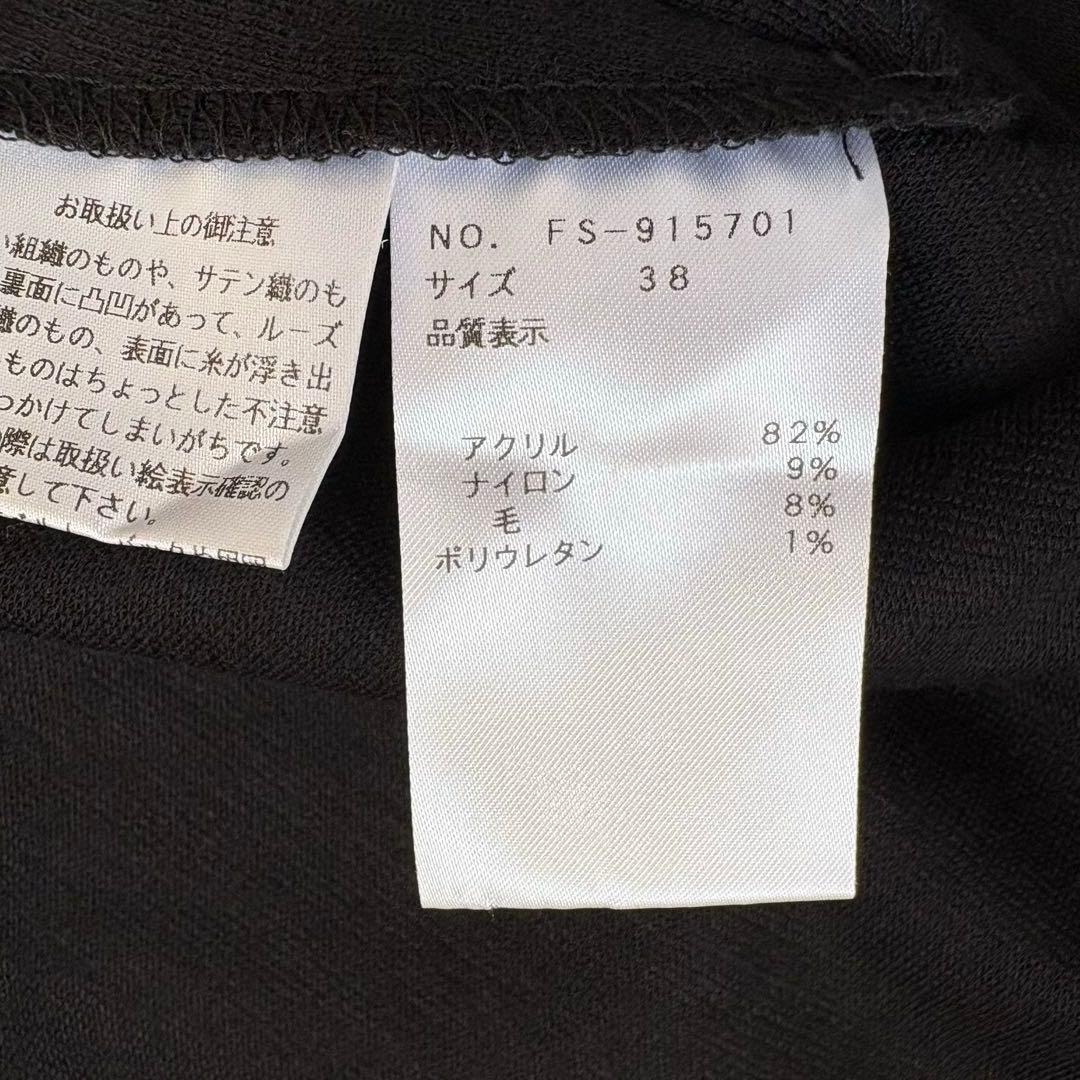 お取扱い上の御注意
い組織のものや、サテン織のも
裏面に凸凹があって、ルーズ
織のもの、表面に糸が浮き出
ものはちょっとした不注意
っかけてしまいがちです。
の際は取扱い絵表示確認の
意して下さい。
NO. FS-915701
サイズ 38
品質表示
アクリル 82%
ナイロン 9%
毛 8%
ポリウレタン 1%